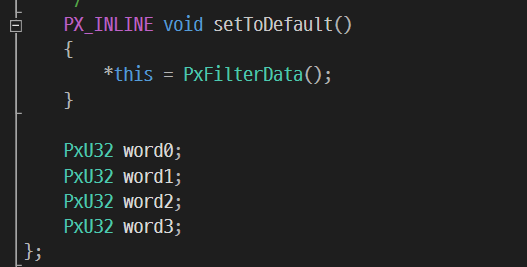 PX_INLINE void setToDefault()
{
*this = PxFilterData();
}
PxU32 word0;
PxU32 word1;
PxU32 word2;
PxU32 word3;
};